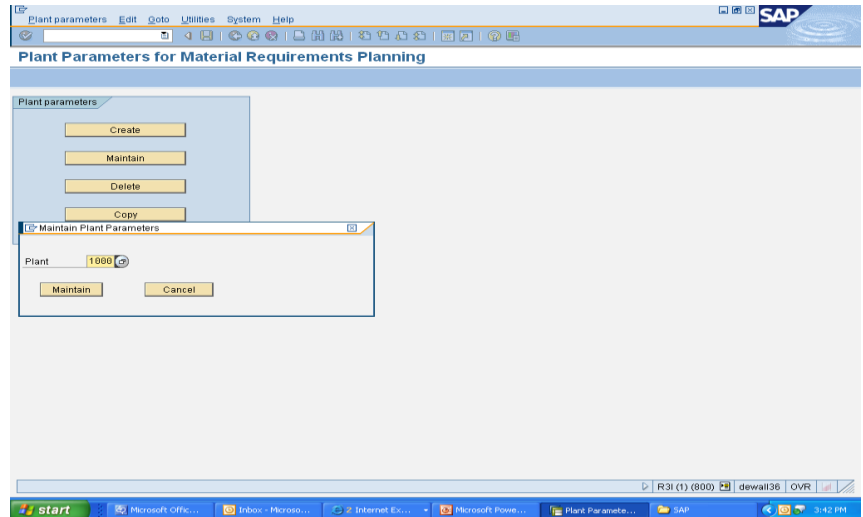 Plant parameters Edit Goto Utilities System Help
SAP
Plant Parameters for Material Requirements Planning
Plant parameters
Create
Maintain
Delete
Copy
Maintain Plant Parameters
Plant 1000
Maintain Cancel
R3I (1) (800) dewall36 OVR
start Microsoft Offic... Inbox - Microso... 2 Internet Ex... Microsoft Powe... Plant Paramete... SAP 3:42 PM